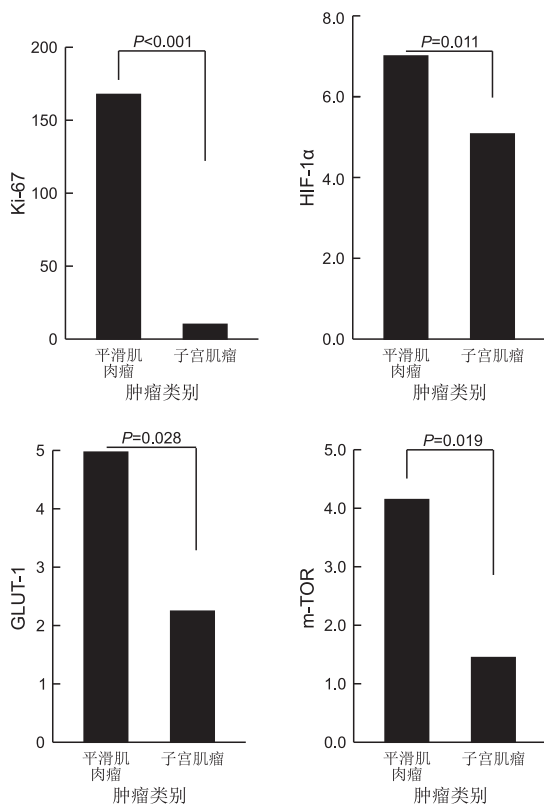 P<0.001
200
150
100
50
0
Ki-67
平滑肌
肉瘤
子宫肌瘤
肿瘤类别
P=0.011
8.0
6.0
4.0
2.0
0.0
HIF-1α
平滑肌
肉瘤
子宫肌瘤
肿瘤类别
P=0.028
5
4
3
2
1
0
GLUT-1
平滑肌
肉瘤
子宫肌瘤
肿瘤类别
P=0.019
5.0
4.0
3.0
2.0
1.0
0.0
m-TOR
平滑肌
肉瘤
子宫肌瘤
肿瘤类别